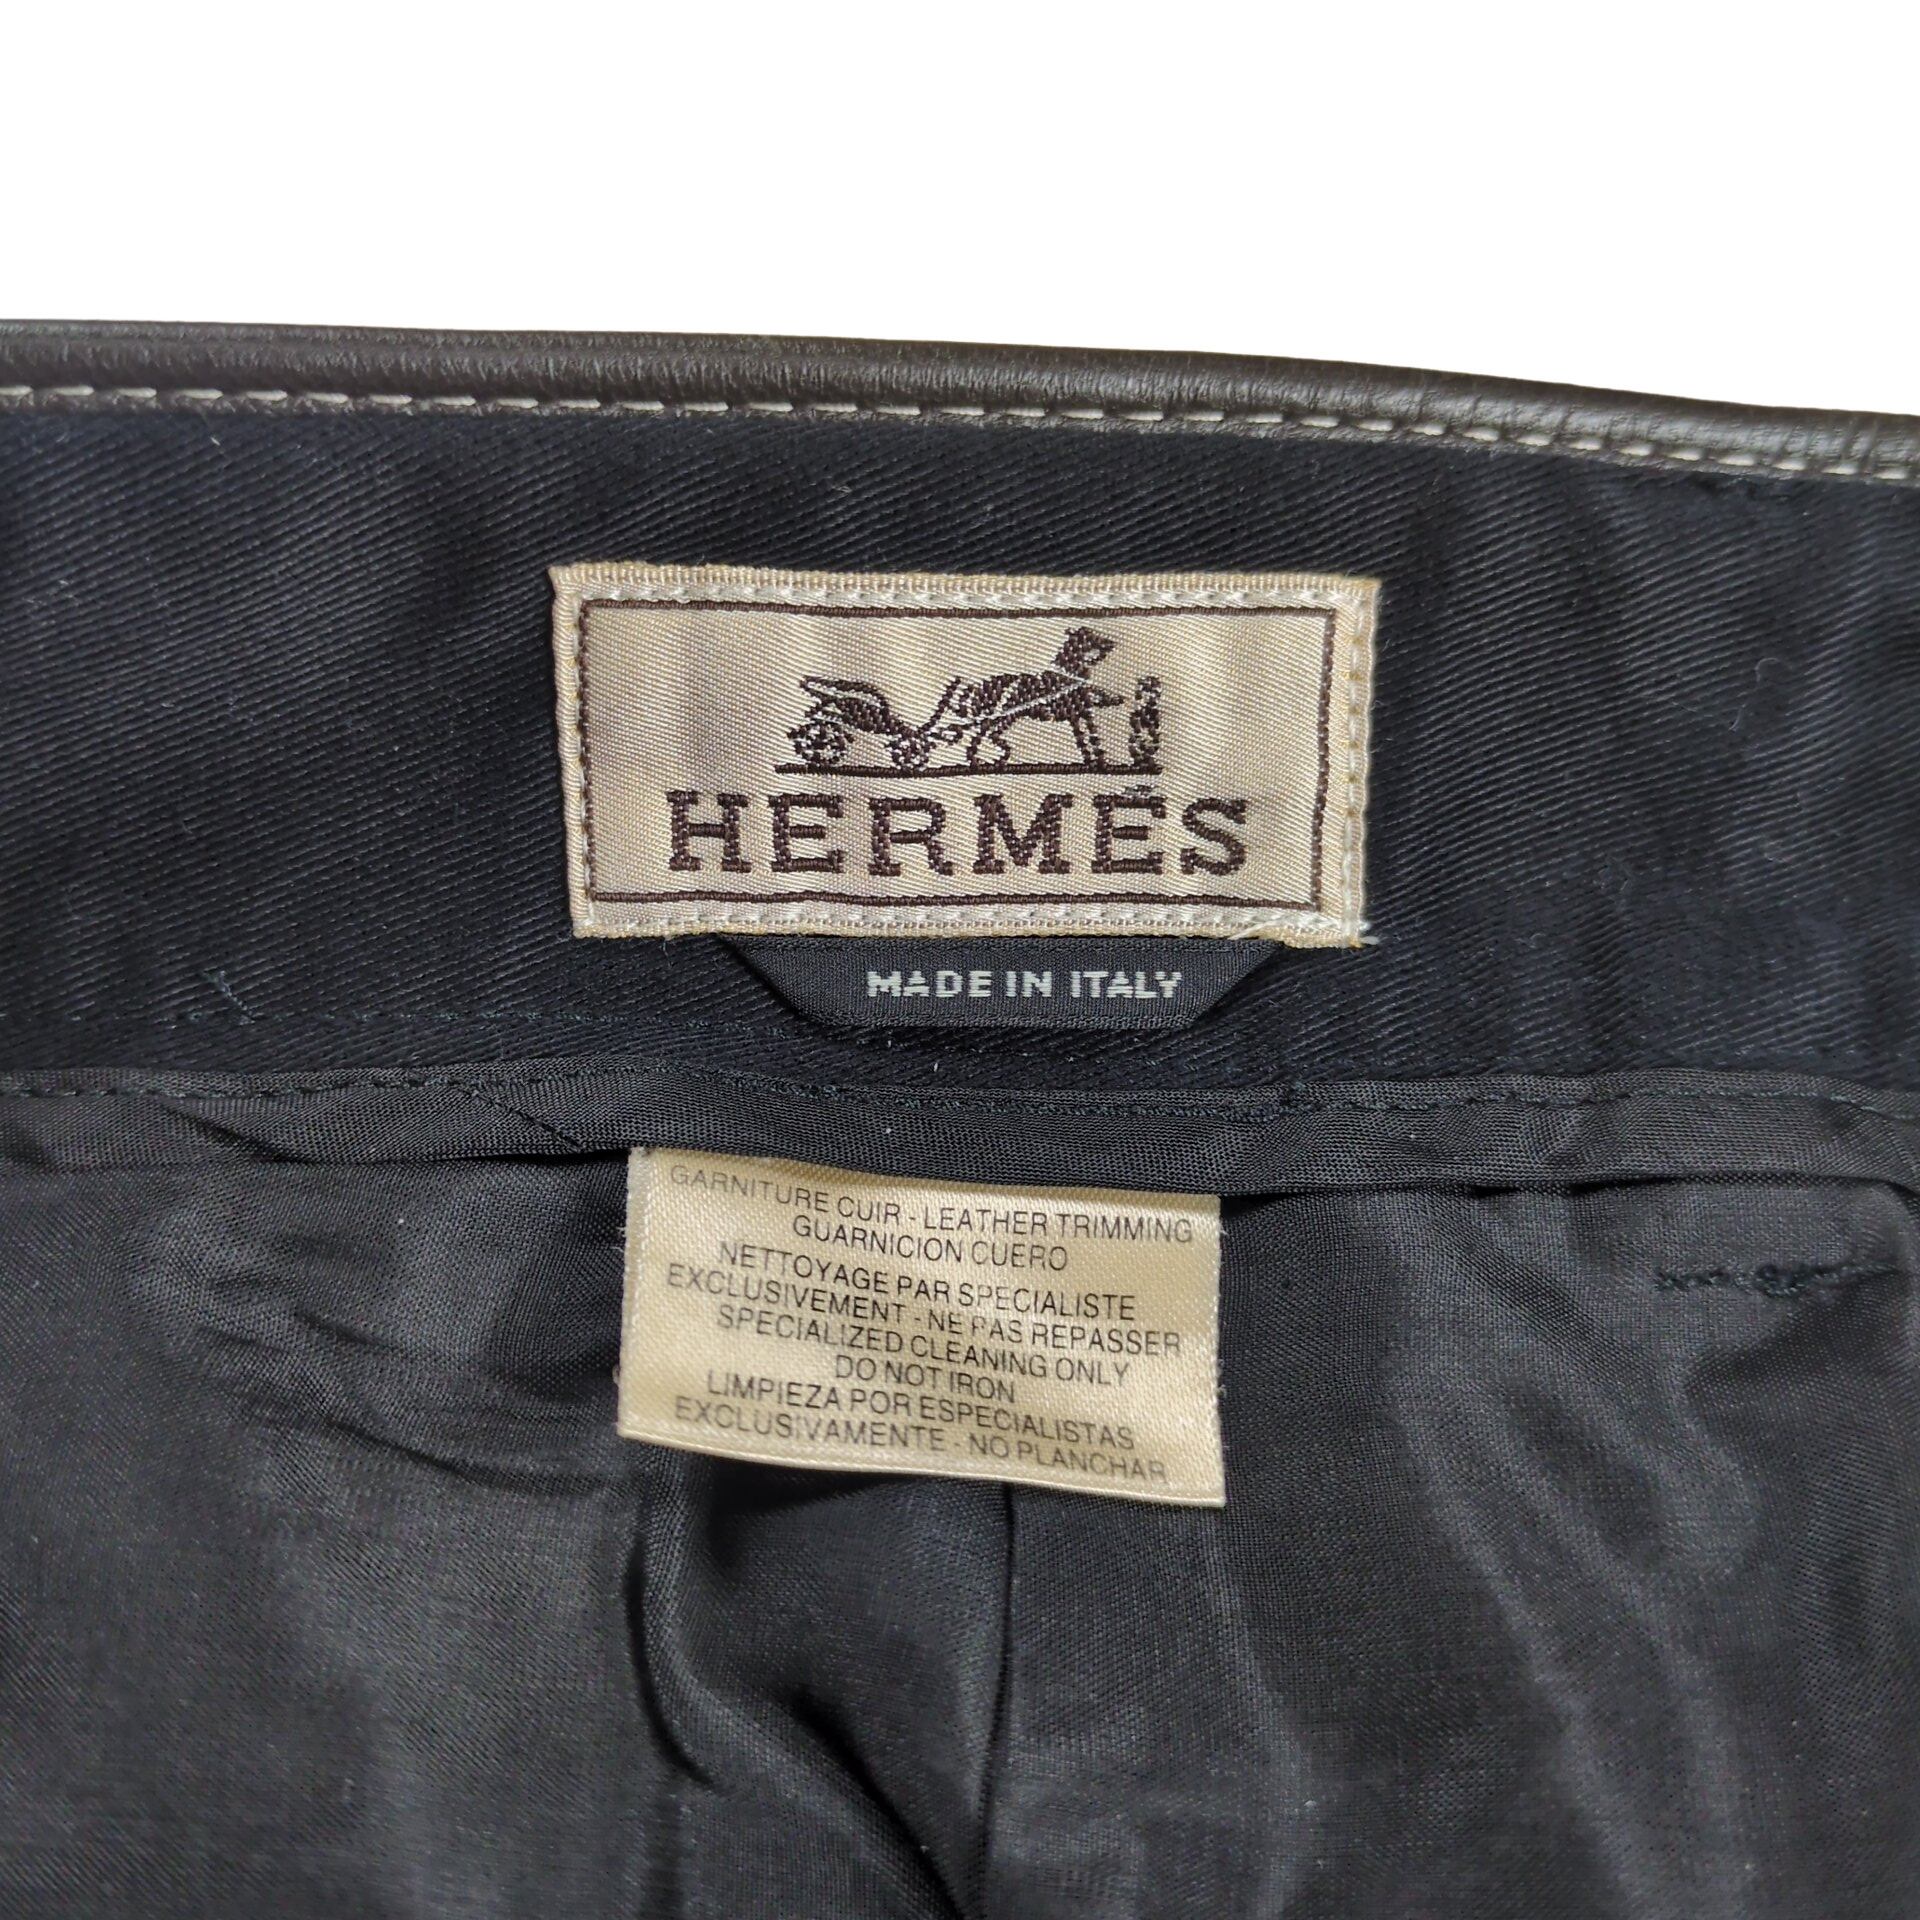 HERMÈS
MADE IN ITALY
GARNITURE CUIR - LEATHER TRIMMING
GUARNICION CUERO
NETTOYAGE PAR SPECIALISTE
EXCLUSIVEMENT - NE PAS REPASSER
SPECIALIZED CLEANING ONLY
DO NOT IRON
LIMPIEZA POR ESPECIALISTAS
EXCLUSIVAMENTE - NO PLANCHAR